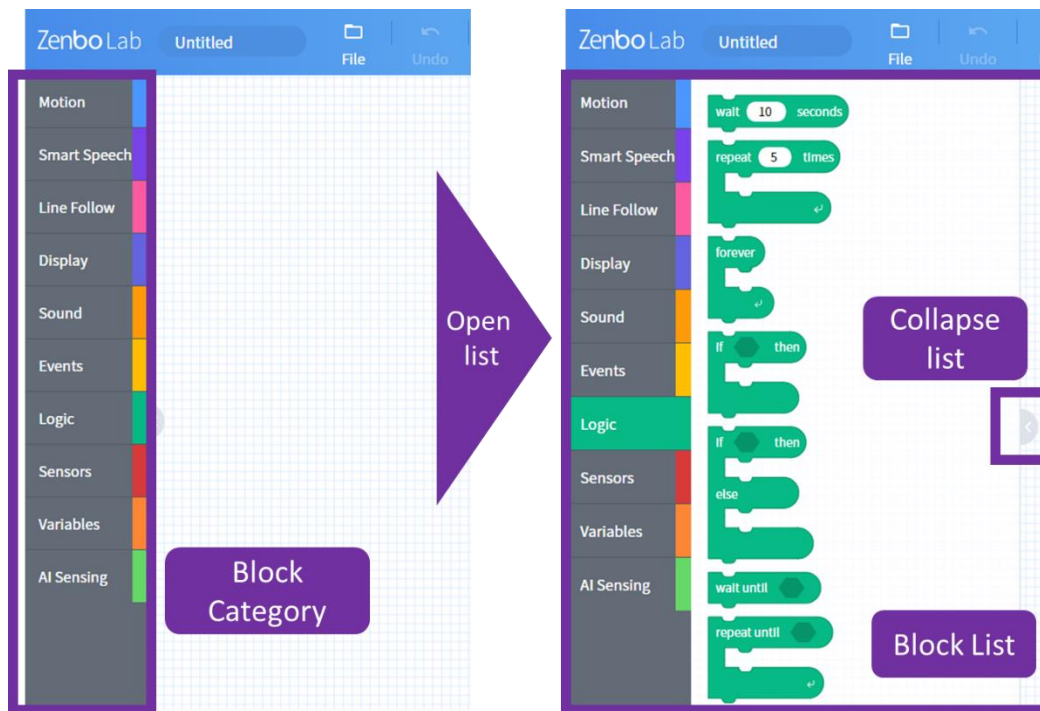 Zenbo Lab
Untitled
File
Undo
Motion
Smart Speech
Line Follow
Display
Sound
Events
Logic
Sensors
Variables
AI Sensing
Block
Category
Open
list
Zenbo Lab
Untitled
File
Undo
Motion
Smart Speech
Line Follow
Display
Sound
Events
Logic
Sensors
Variables
AI Sensing
wait 10 seconds
repeat 5 times
forever
If then
If then
else
wait until
repeat until
Collapse
list
Block List